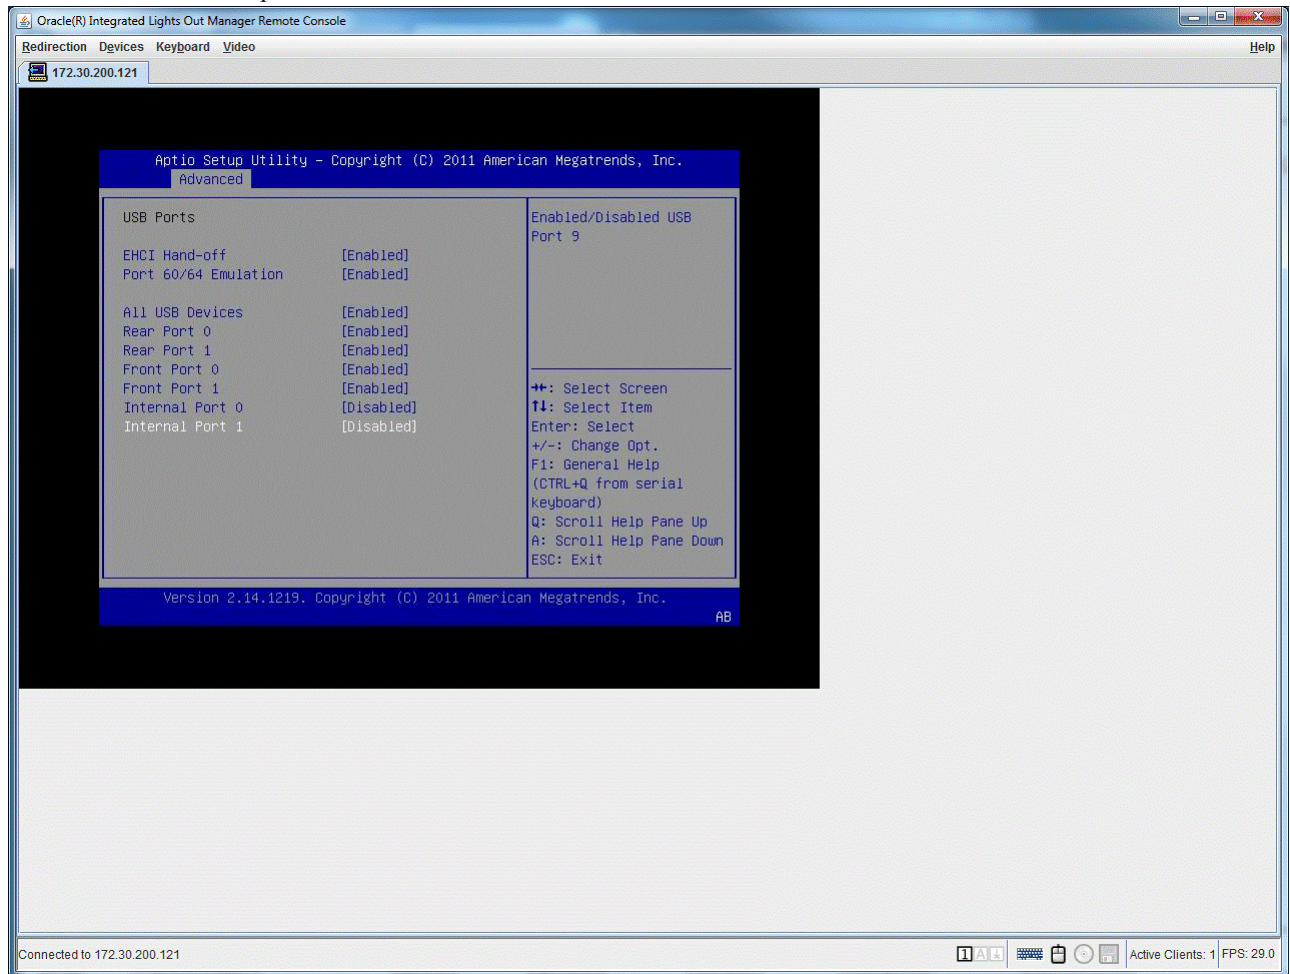 Oracle(R) Integrated Lights Out Manager Remote Console
Redirection Devices Keyboard Video Help
172.30.200.121
Aptio Setup Utility – Copyright (C) 2011 American Megatrends, Inc.
Advanced
USB Ports
EHCI Hand-off [Enabled]
Port 60/64 Emulation [Enabled]
All USB Devices [Enabled]
Rear Port 0 [Enabled]
Rear Port 1 [Enabled]
Front Port 0 [Enabled]
Front Port 1 [Enabled]
Internal Port 0 [Disabled]
Internal Port 1 [Disabled]
Enabled/Disabled USB
Port 9
→←: Select Screen
↑↓: Select Item
Enter: Select
+/-: Change Opt.
F1: General Help
(CTRL+Q from serial
keyboard)
Q: Scroll Help Pane Up
A: Scroll Help Pane Down
ESC: Exit
Version 2.14.1219. Copyright (C) 2011 American Megatrends, Inc.
AB
Connected to 172.30.200.121 1 A Active Clients: 1 FPS: 29.0